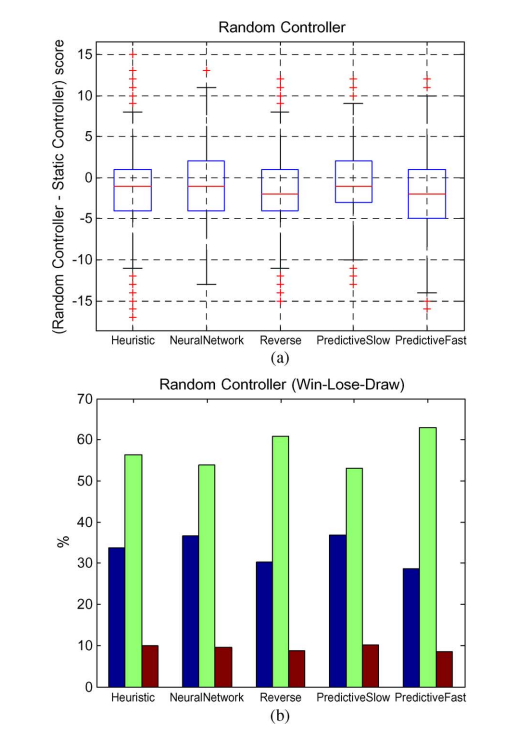 Random Controller
(Random Controller - Static Controller) score
15
10
5
0
-5
-10
-15
Heuristic NeuralNetwork Reverse PredictiveSlow PredictiveFast
(a)
Random Controller (Win-Lose-Draw)
%
70
60
50
40
30
20
10
0
Heuristic NeuralNetwork Reverse PredictiveSlow PredictiveFast
(b)